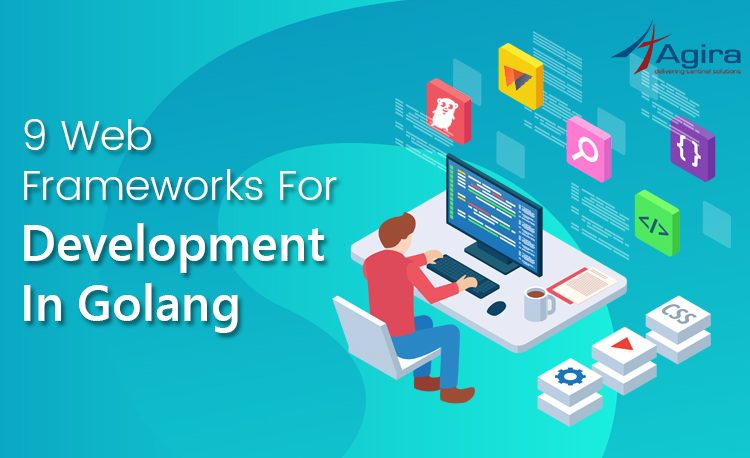 Agira
delivering sentinel solutions
9 Web
Frameworks For
Development
In Golang
{}
</>
CSS